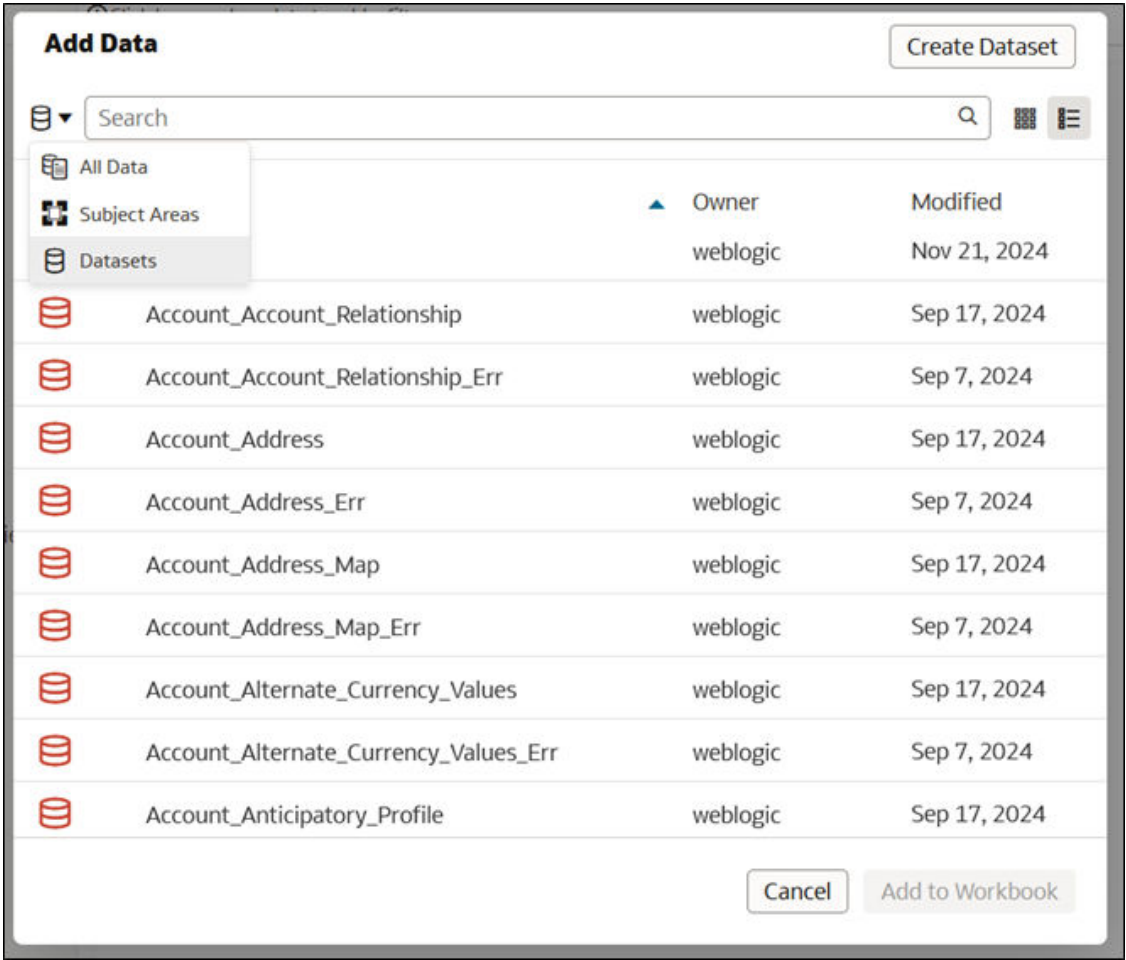 Add Data
Create Dataset
Search
All Data
Subject Areas
Datasets
Owner Modified
weblogic Nov 21, 2024
Account_Account_Relationship weblogic Sep 17, 2024
Account_Account_Relationship_Err weblogic Sep 7, 2024
Account_Address weblogic Sep 17, 2024
Account_Address_Err weblogic Sep 7, 2024
Account_Address_Map weblogic Sep 17, 2024
Account_Address_Map_Err weblogic Sep 7, 2024
Account_Alternate_Currency_Values weblogic Sep 17, 2024
Account_Alternate_Currency_Values_Err weblogic Sep 7, 2024
Account_Anticipatory_Profile weblogic Sep 17, 2024
Cancel Add to Workbook